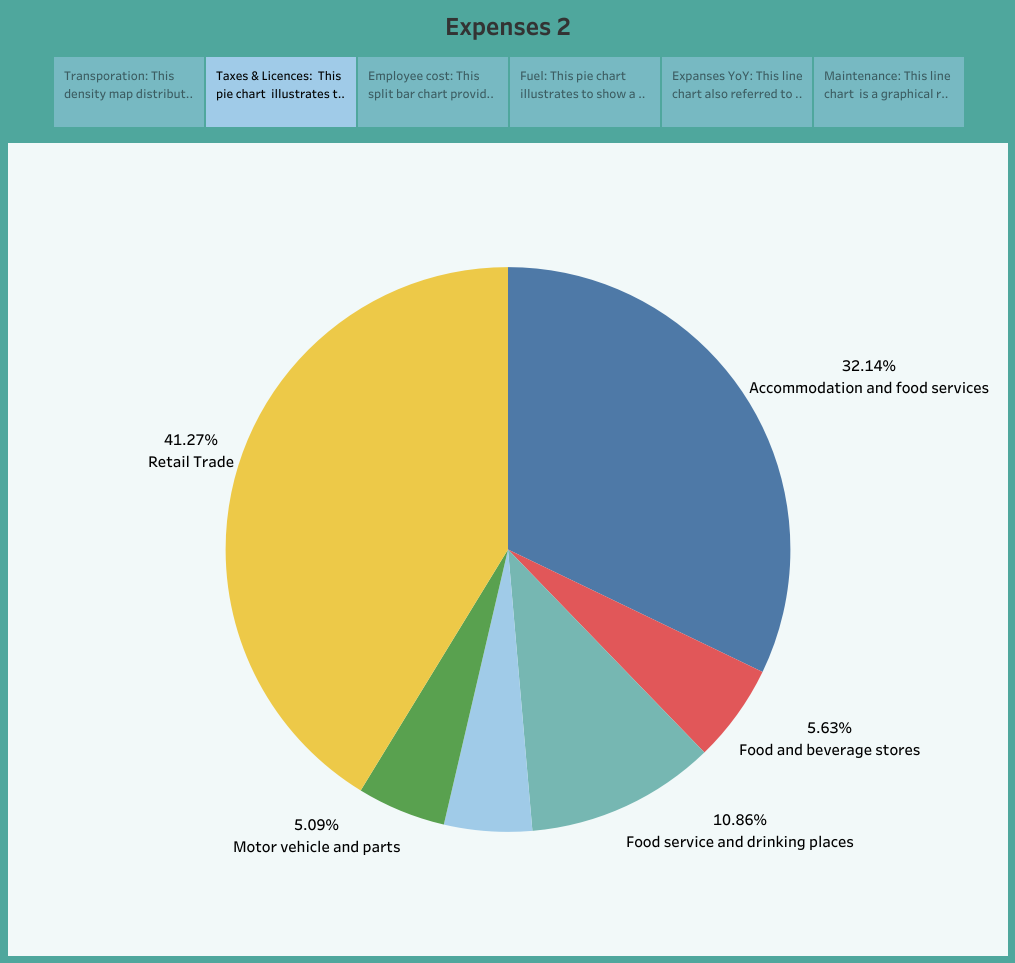 Expenses 2
Transporation: This
density map distribut..
Taxes & Licences: This
pie chart illustrates t..
Employee cost: This
split bar chart provid..
Fuel: This pie chart
illustrates to show a ..
Expanses YoY: This line
chart also referred to ..
Maintenance: This line
chart is a graphical r..
32.14%
Accommodation and food services
41.27%
Retail Trade
5.63%
Food and beverage stores
10.86%
Food service and drinking places
5.09%
Motor vehicle and parts